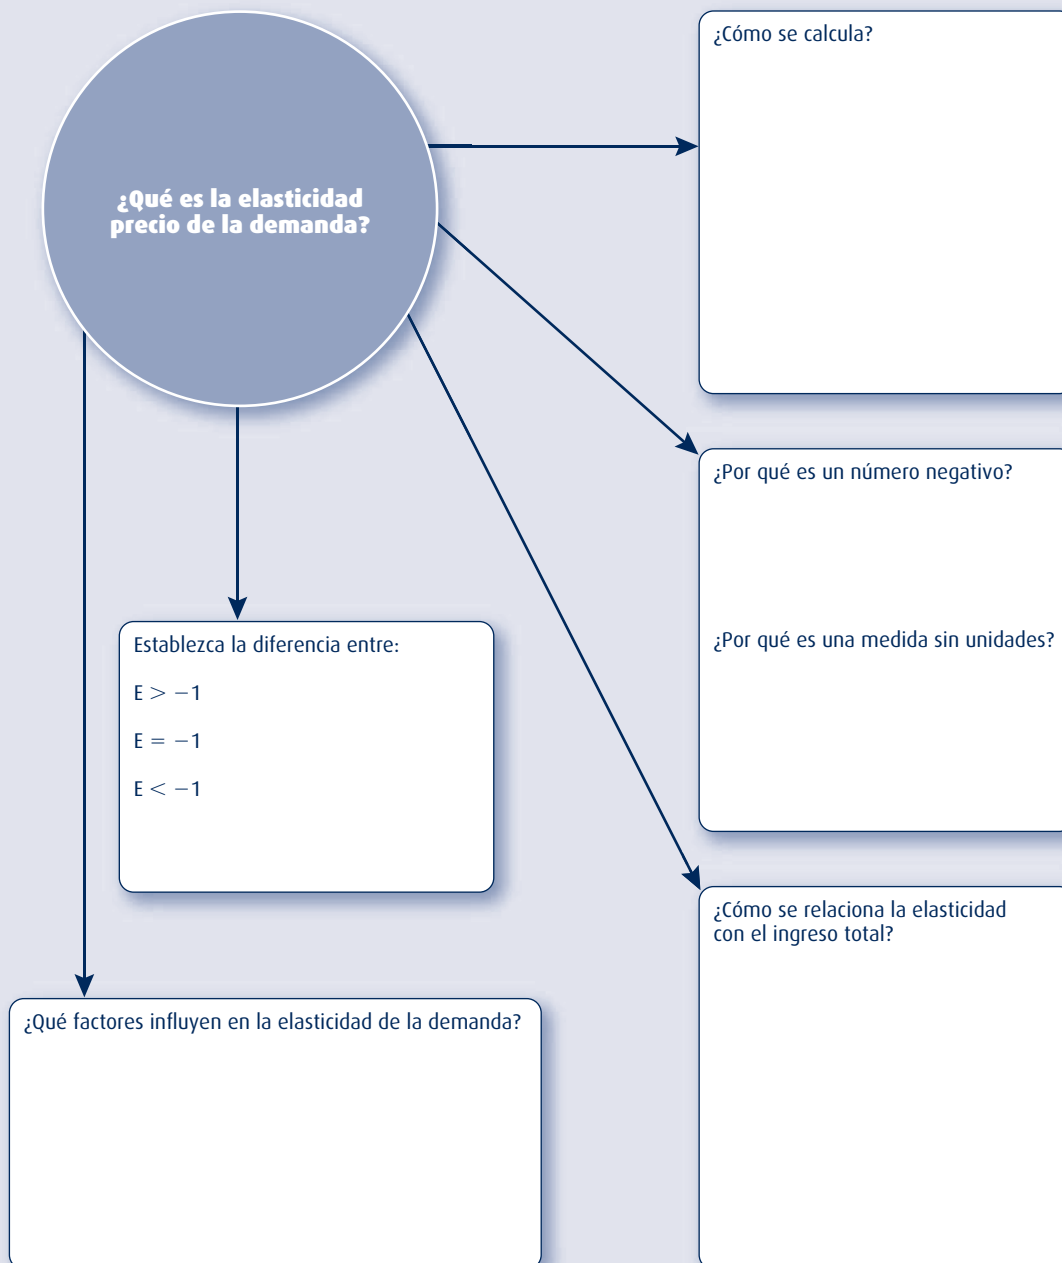 ¿Qué es la elasticidad
precio de la demanda?
¿Cómo se calcula?
¿Por qué es un número negativo?
¿Por qué es una medida sin unidades?
Establezca la diferencia entre:
E > −1
E = −1
E < −1
¿Cómo se relaciona la elasticidad
con el ingreso total?
¿Qué factores influyen en la elasticidad de la demanda?